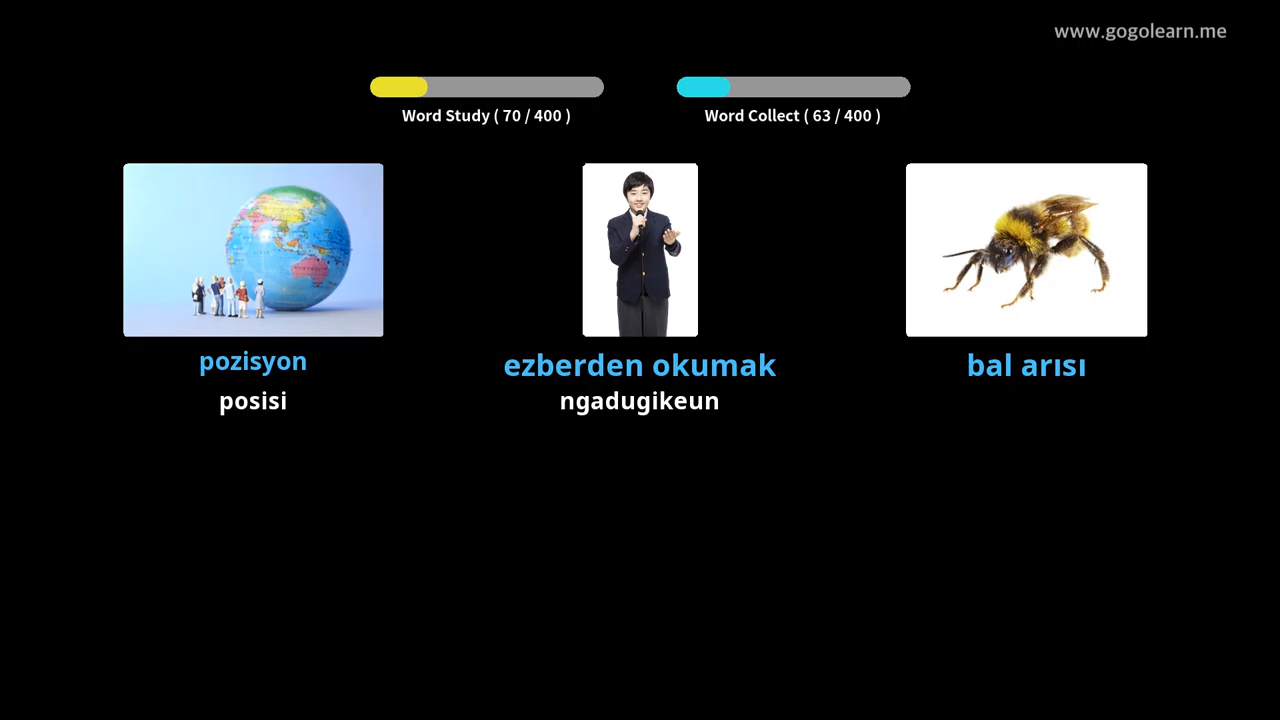 www.gogolearn.me
Word Study ( 70 / 400 )
Word Collect ( 63 / 400 )
pozisyon
posisi
ezberden okumak
ngadugikeun
bal arısı